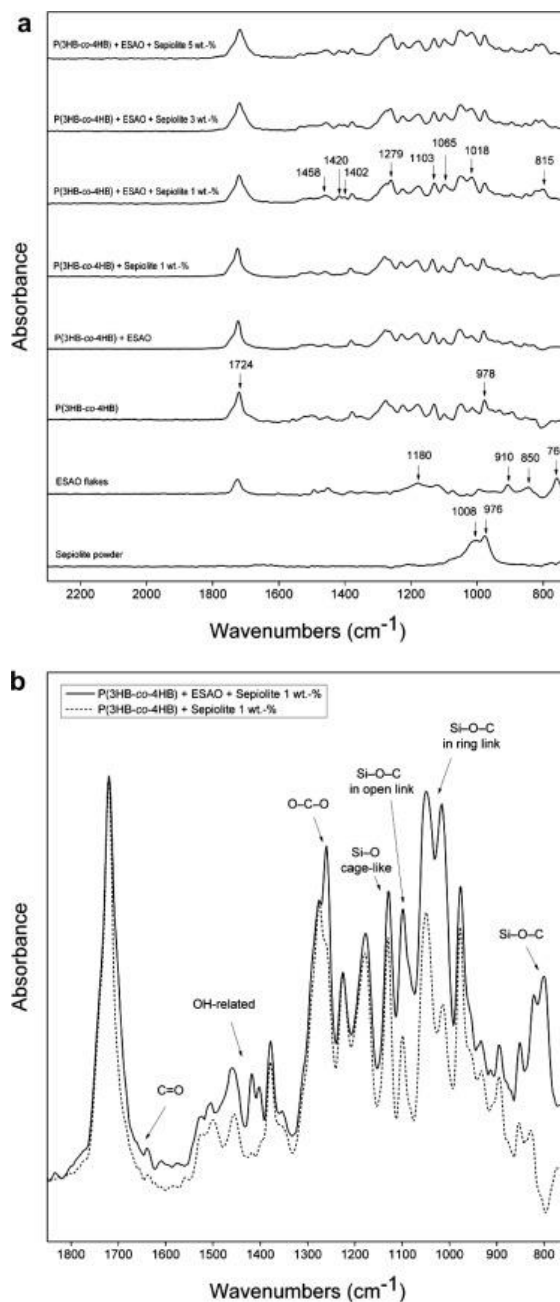 a
P(3HB-co-4HB) + ESAO + Sepiolite 5 wt.-%
P(3HB-co-4HB) + ESAO + Sepiolite 3 wt.-%
1458 1420 1402 1279 1103 1065 1018 815
P(3HB-co-4HB) + ESAO + Sepiolite 1 wt.-%
P(3HB-co-4HB) + Sepiolite 1 wt.-%
P(3HB-co-4HB) + ESAO
1724 978
P(3HB-co-4HB)
1180 910 850
ESAO flakes
1008 976
Sepiolite powder
Absorbance
2200 2000 1800 1600 1400 1200 1000 800
Wavenumbers (cm-1)
b
P(3HB-co-4HB) + ESAO + Sepiolite 1 wt.-%
P(3HB-co-4HB) + Sepiolite 1 wt.-%
Si–O–C
in ring link
Si–O–C
in open link
O–C–O
Si–O
cage-like
Si–O–C
OH-related
C=O
Absorbance
1800 1700 1600 1500 1400 1300 1200 1100 1000 900 800
Wavenumbers (cm-1)